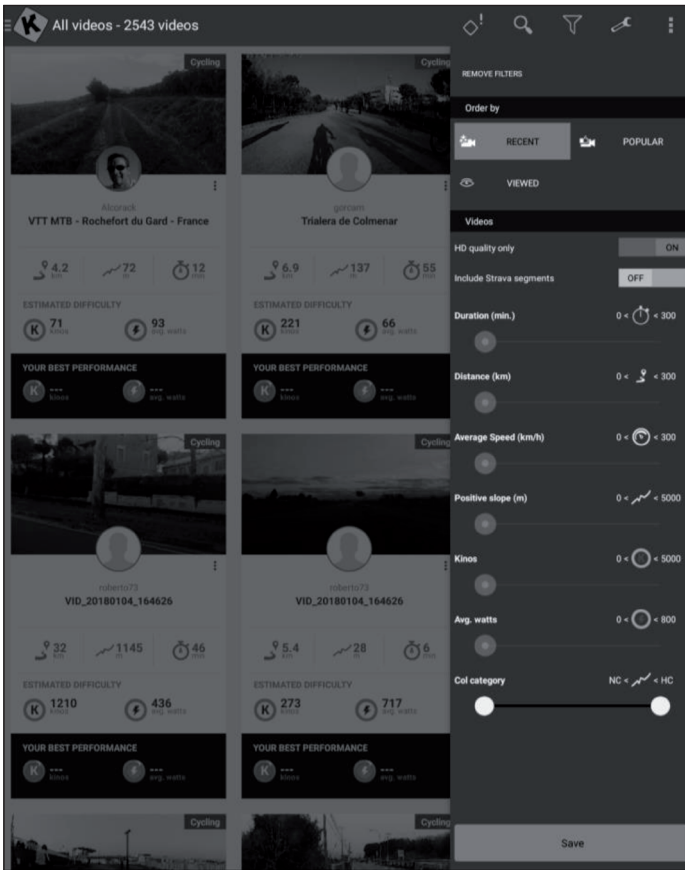 K All videos - 2543 videos
Cycling
Alicorack
VTT MTB - Rochefort du Gard - France
4.2 km 72 m 12 min
ESTIMATED DIFFICULTY
K 71 kinos 93 avg. watts
YOUR BEST PERFORMANCE
K --- kinos --- avg. watts
Cycling
Trialera de Colmenar
6.9 km 137 m 55 min
ESTIMATED DIFFICULTY
K 221 kinos 66 avg. watts
YOUR BEST PERFORMANCE
K --- kinos --- avg. watts
Cycling
roberto73
VID_20180104_164626
32 km 1145 m 46 min
ESTIMATED DIFFICULTY
K 1210 kinos 436 avg. watts
YOUR BEST PERFORMANCE
K --- kinos --- avg. watts
Cycling
roberto73
VID_20180104_164626
5.4 km 28 m 6 min
ESTIMATED DIFFICULTY
K 273 kinos 717 avg. watts
YOUR BEST PERFORMANCE
K --- kinos --- avg. watts
Cycling
Cycling
REMOVE FILTERS
Order by
RECENT POPULAR
VIEWED
Videos
HD quality only ON
Include Strava segments OFF
Duration (min.) 0 < < 300
Distance (km) 0 < < 300
Average Speed (km/h) 0 < < 300
Positive slope (m) 0 < < 5000
Kinos 0 < < 5000
Avg. watts 0 < < 800
Col category NC < < HC
Save